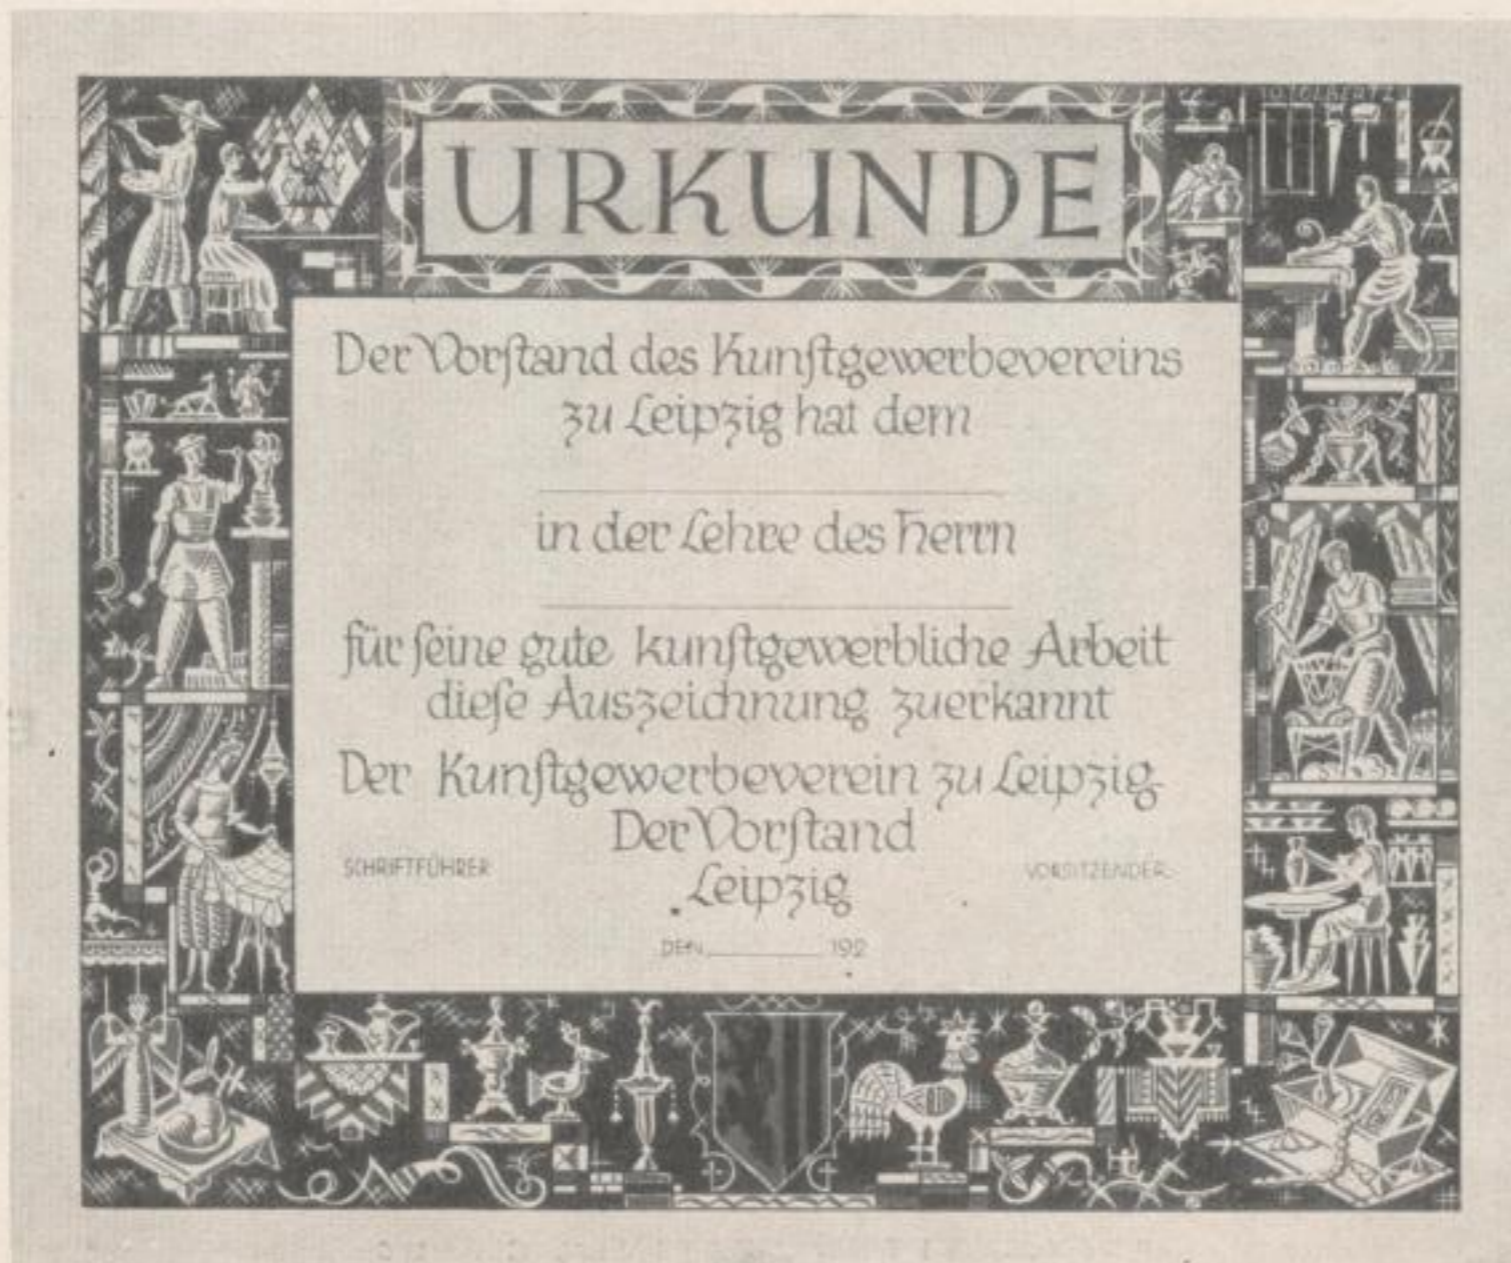 URKUNDE
Der Vorſtand des Kunſtgewerbevereins
zu Leipzig hat dem
in der Lehre des Herrn
für ſeine gute kunſtgewerbliche Arbeit
dieſe Auszeichnung zuerkannt
Der Kunſtgewerbeverein zu Leipzig
Der Vorſtand
SCHRIFTFÜHRER
VORSITZENDER
Leipzig
DEN 192